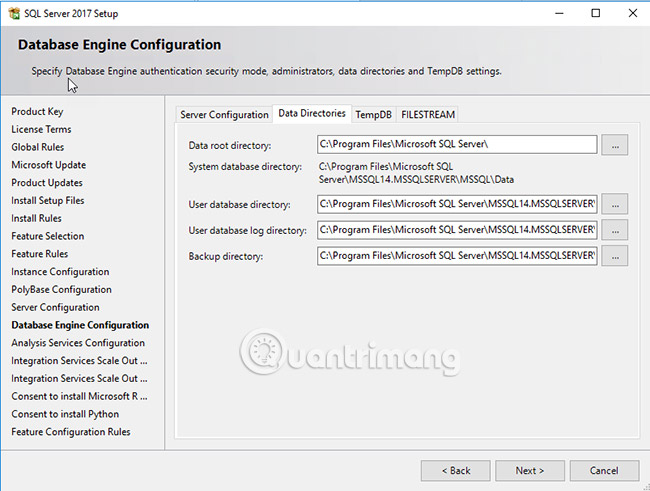 SQL Server 2017 Setup
Database Engine Configuration
Specify Database Engine authentication security mode, administrators, data directories and TempDB settings.
Product Key
License Terms
Global Rules
Microsoft Update
Product Updates
Install Setup Files
Install Rules
Feature Selection
Feature Rules
Instance Configuration
PolyBase Configuration
Server Configuration
Database Engine Configuration
Analysis Services Configuration
Integration Services Scale Out ...
Integration Services Scale Out ...
Consent to install Microsoft R ...
Consent to install Python
Feature Configuration Rules
Server Configuration Data Directories TempDB FILESTREAM
Data root directory: C:\Program Files\Microsoft SQL Server\ ...
System database directory: C:\Program Files\Microsoft SQL
Server\MSSQL14.MSSQLSERVER\MSSQL\Data
User database directory: C:\Program Files\Microsoft SQL Server\MSSQL14.MSSQLSERVER\ ...
User database log directory: C:\Program Files\Microsoft SQL Server\MSSQL14.MSSQLSERVER\ ...
Backup directory: C:\Program Files\Microsoft SQL Server\MSSQL14.MSSQLSERVER\ ...
Quantrimang
< Back Next > Cancel